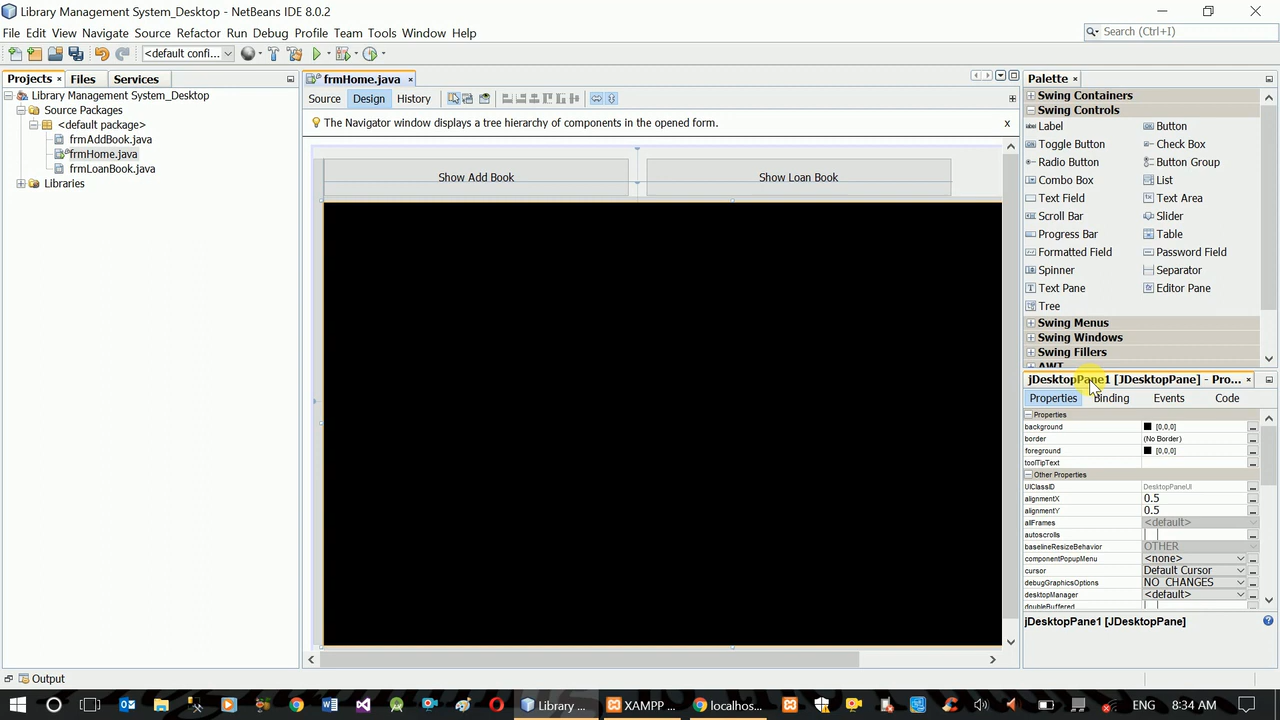 Library Management System_Desktop - NetBeans IDE 8.0.2
File Edit View Navigate Source Refactor Run Debug Profile Team Tools Window Help
Search (Ctrl+I)
<default confi...
Projects Files Services
frmHome.java
Palette
Library Management System_Desktop
Source Packages
<default package>
frmAddBook.java
frmHome.java
frmLoanBook.java
Libraries
Source Design History
The Navigator window displays a tree hierarchy of components in the opened form.
Show Add Book Show Loan Book
Swing Containers
Swing Controls
Label Button
Toggle Button Check Box
Radio Button Button Group
Combo Box List
Text Field Text Area
Scroll Bar Slider
Progress Bar Table
Formatted Field Password Field
Spinner Separator
Text Pane Editor Pane
Tree
Swing Menus
Swing Windows
Swing Fillers
AWT
jDesktopPane1 [JDesktopPane] - Pro...
Properties Binding Events Code
Properties
background [0,0,0]
border (No Border)
foreground [0,0,0]
toolTipText
Other Properties
UIClassID DesktopPaneUI
alignmentX 0.5
alignmentY 0.5
allFrames <default>
autoscrolls
baselineResizeBehavior OTHER
componentPopupMenu <none>
cursor Default Cursor
debugGraphicsOptions NO_CHANGES
desktopManager <default>
doubleBuffered
jDesktopPane1 [JDesktopPane]
Output
Library ... XAMPP ... localhos... ENG 8:34 AM